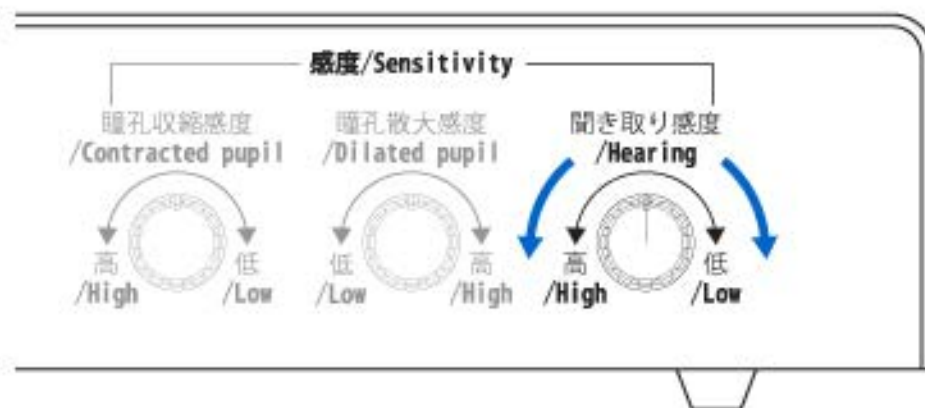 感度/Sensitivity
瞳孔収縮感度
/Contracted pupil
高
/High
低
/Low
瞳孔散大感度
/Dilated pupil
低
/Low
高
/High
聞き取り感度
/Hearing
高
/High
低
/Low